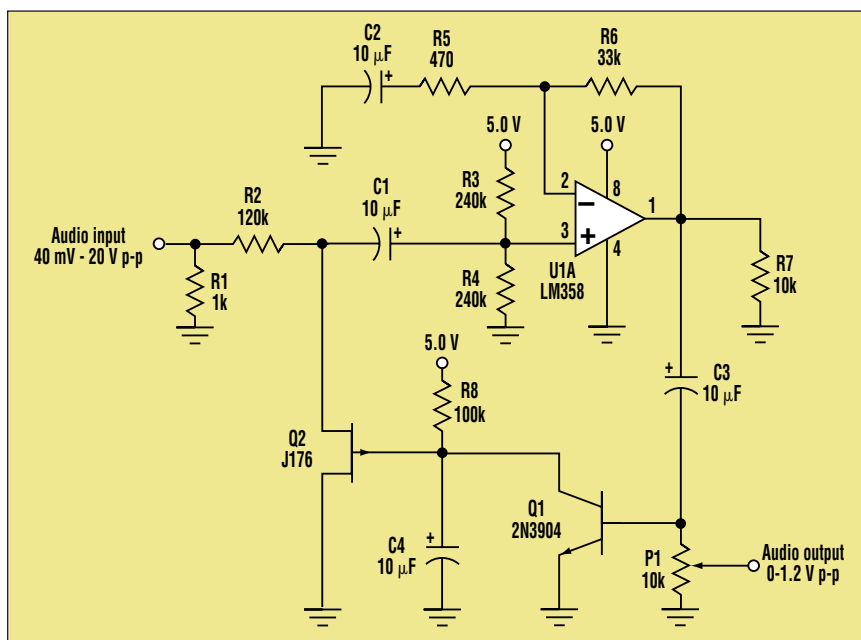 C2
10 μF
+
R5
470
R6
33k
5.0 V
5.0 V
R2
120k
C1
10 μF
+
R3
240k
2
8
1
Audio input
40 mV - 20 V p-p
3
4
R1
1k
R4
240k
U1A
LM358
R7
10k
5.0 V
R8
100k
+
C3
10 μF
Q2
J176
Q1
2N3904
+
C4
10 μF
P1
10k
Audio output
0-1.2 V p-p